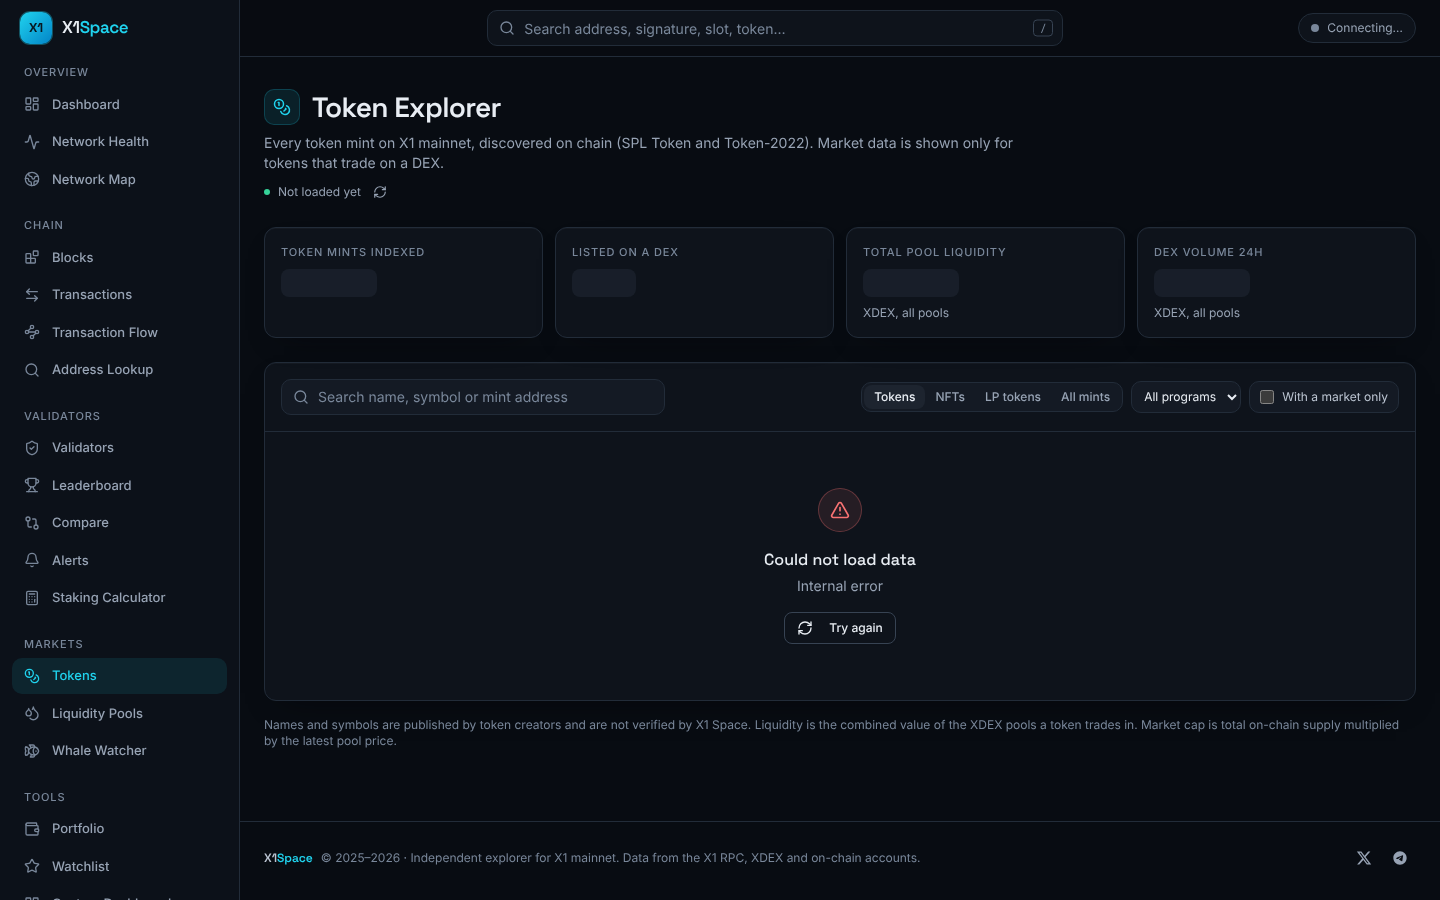 X1 X1Space
Search address, signature, slot, token... /
Connecting...
OVERVIEW
Dashboard
Network Health
Network Map
CHAIN
Blocks
Transactions
Transaction Flow
Address Lookup
VALIDATORS
Validators
Leaderboard
Compare
Alerts
Staking Calculator
MARKETS
Tokens
Liquidity Pools
Whale Watcher
TOOLS
Portfolio
Watchlist
Token Explorer
Every token mint on X1 mainnet, discovered on chain (SPL Token and Token-2022). Market data is shown only for
tokens that trade on a DEX.
Not loaded yet
TOKEN MINTS INDEXED
LISTED ON A DEX
TOTAL POOL LIQUIDITY
XDEX, all pools
DEX VOLUME 24H
XDEX, all pools
Search name, symbol or mint address
Tokens NFTs LP tokens All mints All programs With a market only
Could not load data
Internal error
Try again
Names and symbols are published by token creators and are not verified by X1 Space. Liquidity is the combined value of the XDEX pools a token trades in. Market cap is total on-chain supply multiplied
by the latest pool price.
X1Space © 2025–2026 · Independent explorer for X1 mainnet. Data from the X1 RPC, XDEX and on-chain accounts.